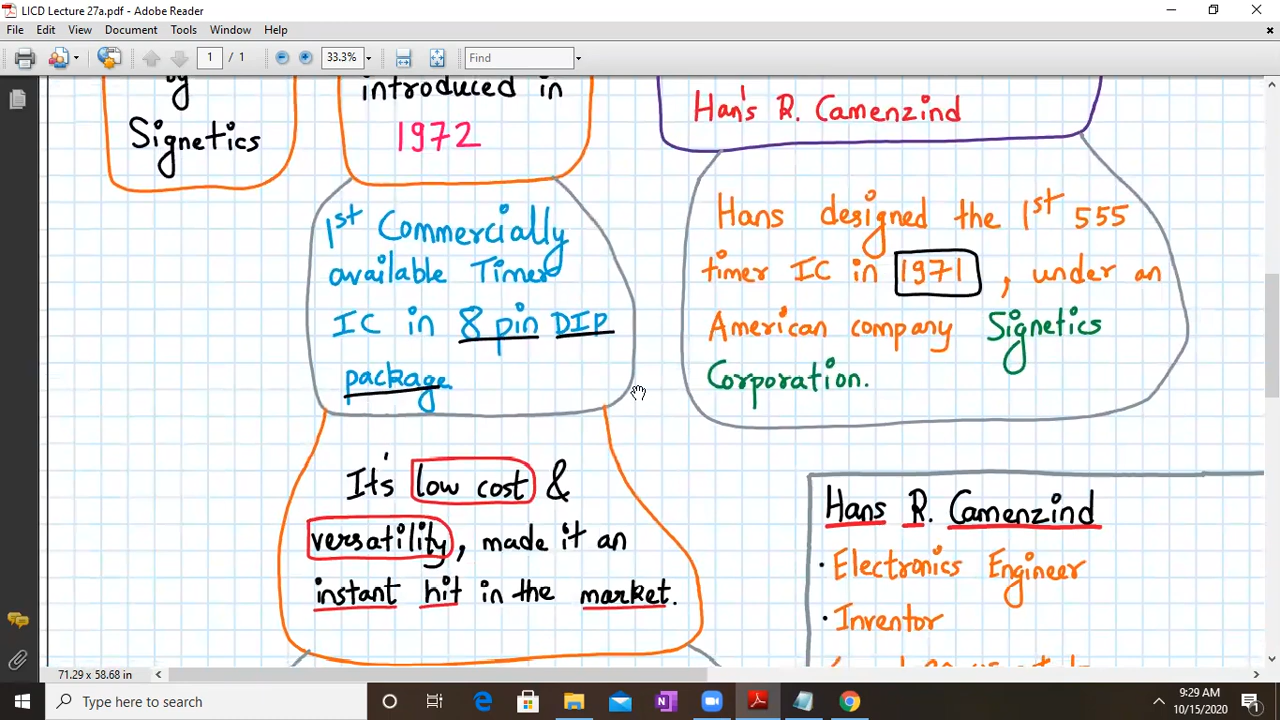 LICD Lecture 27a.pdf - Adobe Reader
File Edit View Document Tools Window Help
1 / 1 33.3% Find
by
Signetics
introduced in
1972
1st Commercially
available Timer
IC in 8 pin DIP
package
It's low cost &
versatility, made it an
instant hit in the market.
Han's R. Camenzind
Hans designed the 1st 555
timer IC in 1971, under an
American company Signetics
Corporation.
Hans R. Camenzind
· Electronics Engineer
· Inventor
71.29 x 58.68 in
Type here to search
9:29 AM
10/15/2020